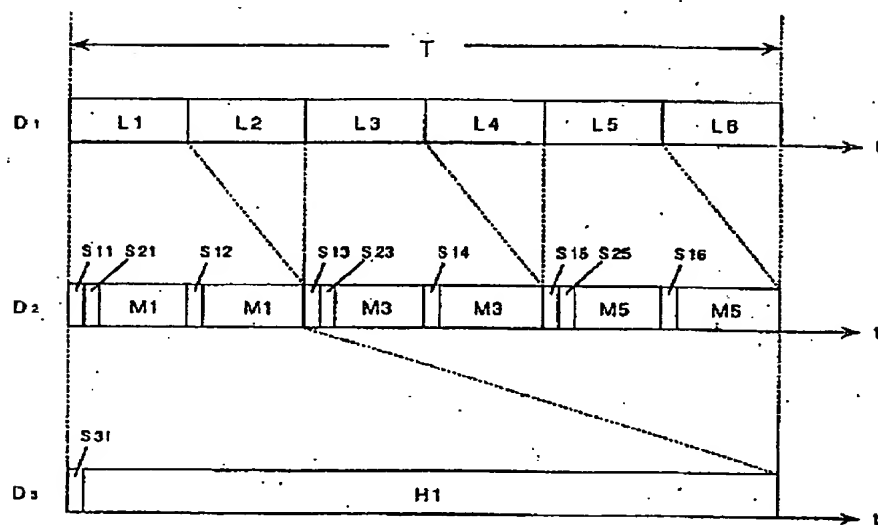 T
D1 L1 L2 L3 L4 L5 L6 t
S11 S21 S12 S13 S23 S14 S15 S25 S16
D2 M1 M1 M3 M3 M5 M5 t
S31
D3 H1 t